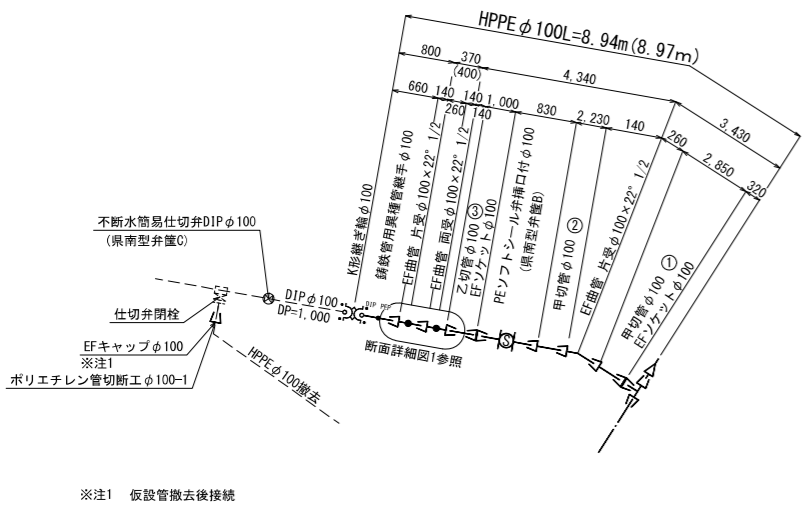 HPPEφ100L=8.94m(8.97m)
800
370
(400)
4,340
3,430
660
140
260
140
140
1,000
830
2,230
140
260
2,850
320
K形継ぎ輪φ100
鋳鉄管用異種管継手φ100
EF曲管 片受φ100×22° 1/2
EF曲管 両受φ100×22° 1/2
乙切管φ100 ③
EFソケットφ100
PEソフトシール弁挿口付φ100
(県南型弁筐B)
甲切管φ100 ②
EF曲管 片受φ100×22° 1/2
甲切管φ100 ①
EFソケットφ100
不断水簡易仕切弁DIPφ100
(県南型弁筐C)
DIPφ100
DP=1,000
DIP PEP
S
仕切弁閉栓
EFキャップφ100
※注1
ポリエチレン管切断工φ100-1
HPPEφ100撤去
断面詳細図1参照
※注1 仮設管撤去後接続